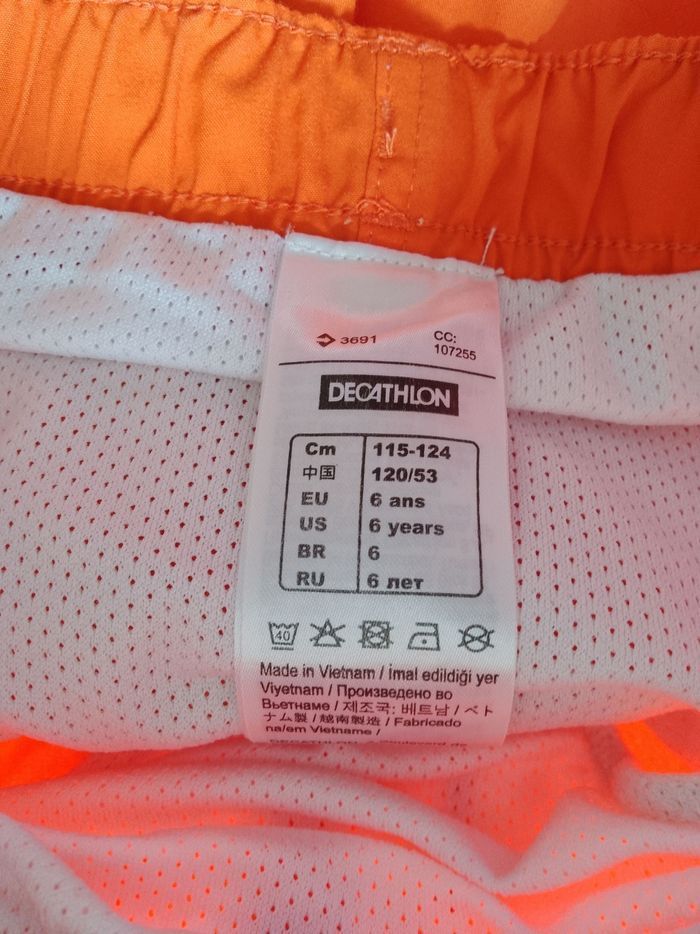 3691
CC:
107255
DECATHLON
Cm 115-124
中国 120/53
EU 6 ans
US 6 years
BR 6
RU 6 лет
40
Made in Vietnam / İmal edildiği yer
Viyetnam / Произведено во
Вьетнаме / 제조국: 베트남 / ベト
ナム製 / 越南製造 / Fabricado
na/em Vietname /
DECATHLON